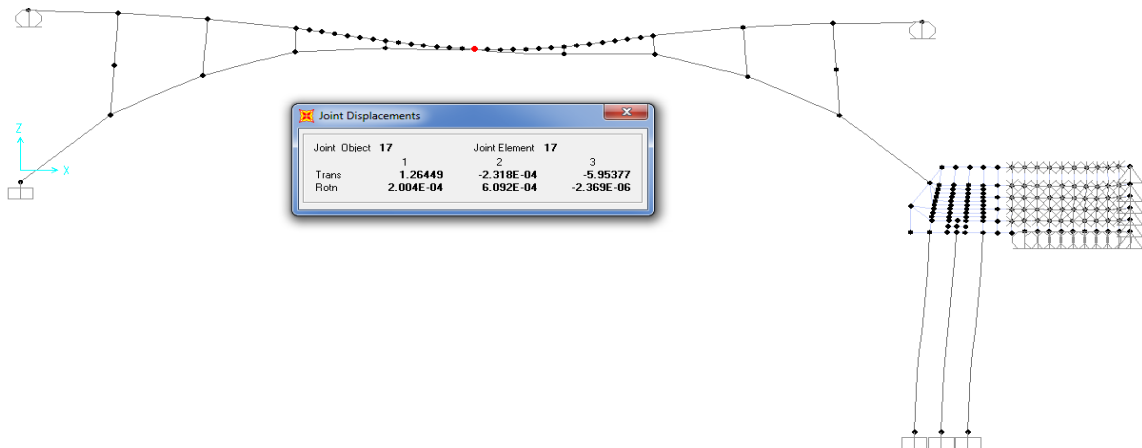 Joint Displacements
Joint Object 17 Joint Element 17
1 2 3
Trans 1.26449 -2.318E-04 -5.95377
Rotn 2.004E-04 6.092E-04 -2.369E-06
Z
X